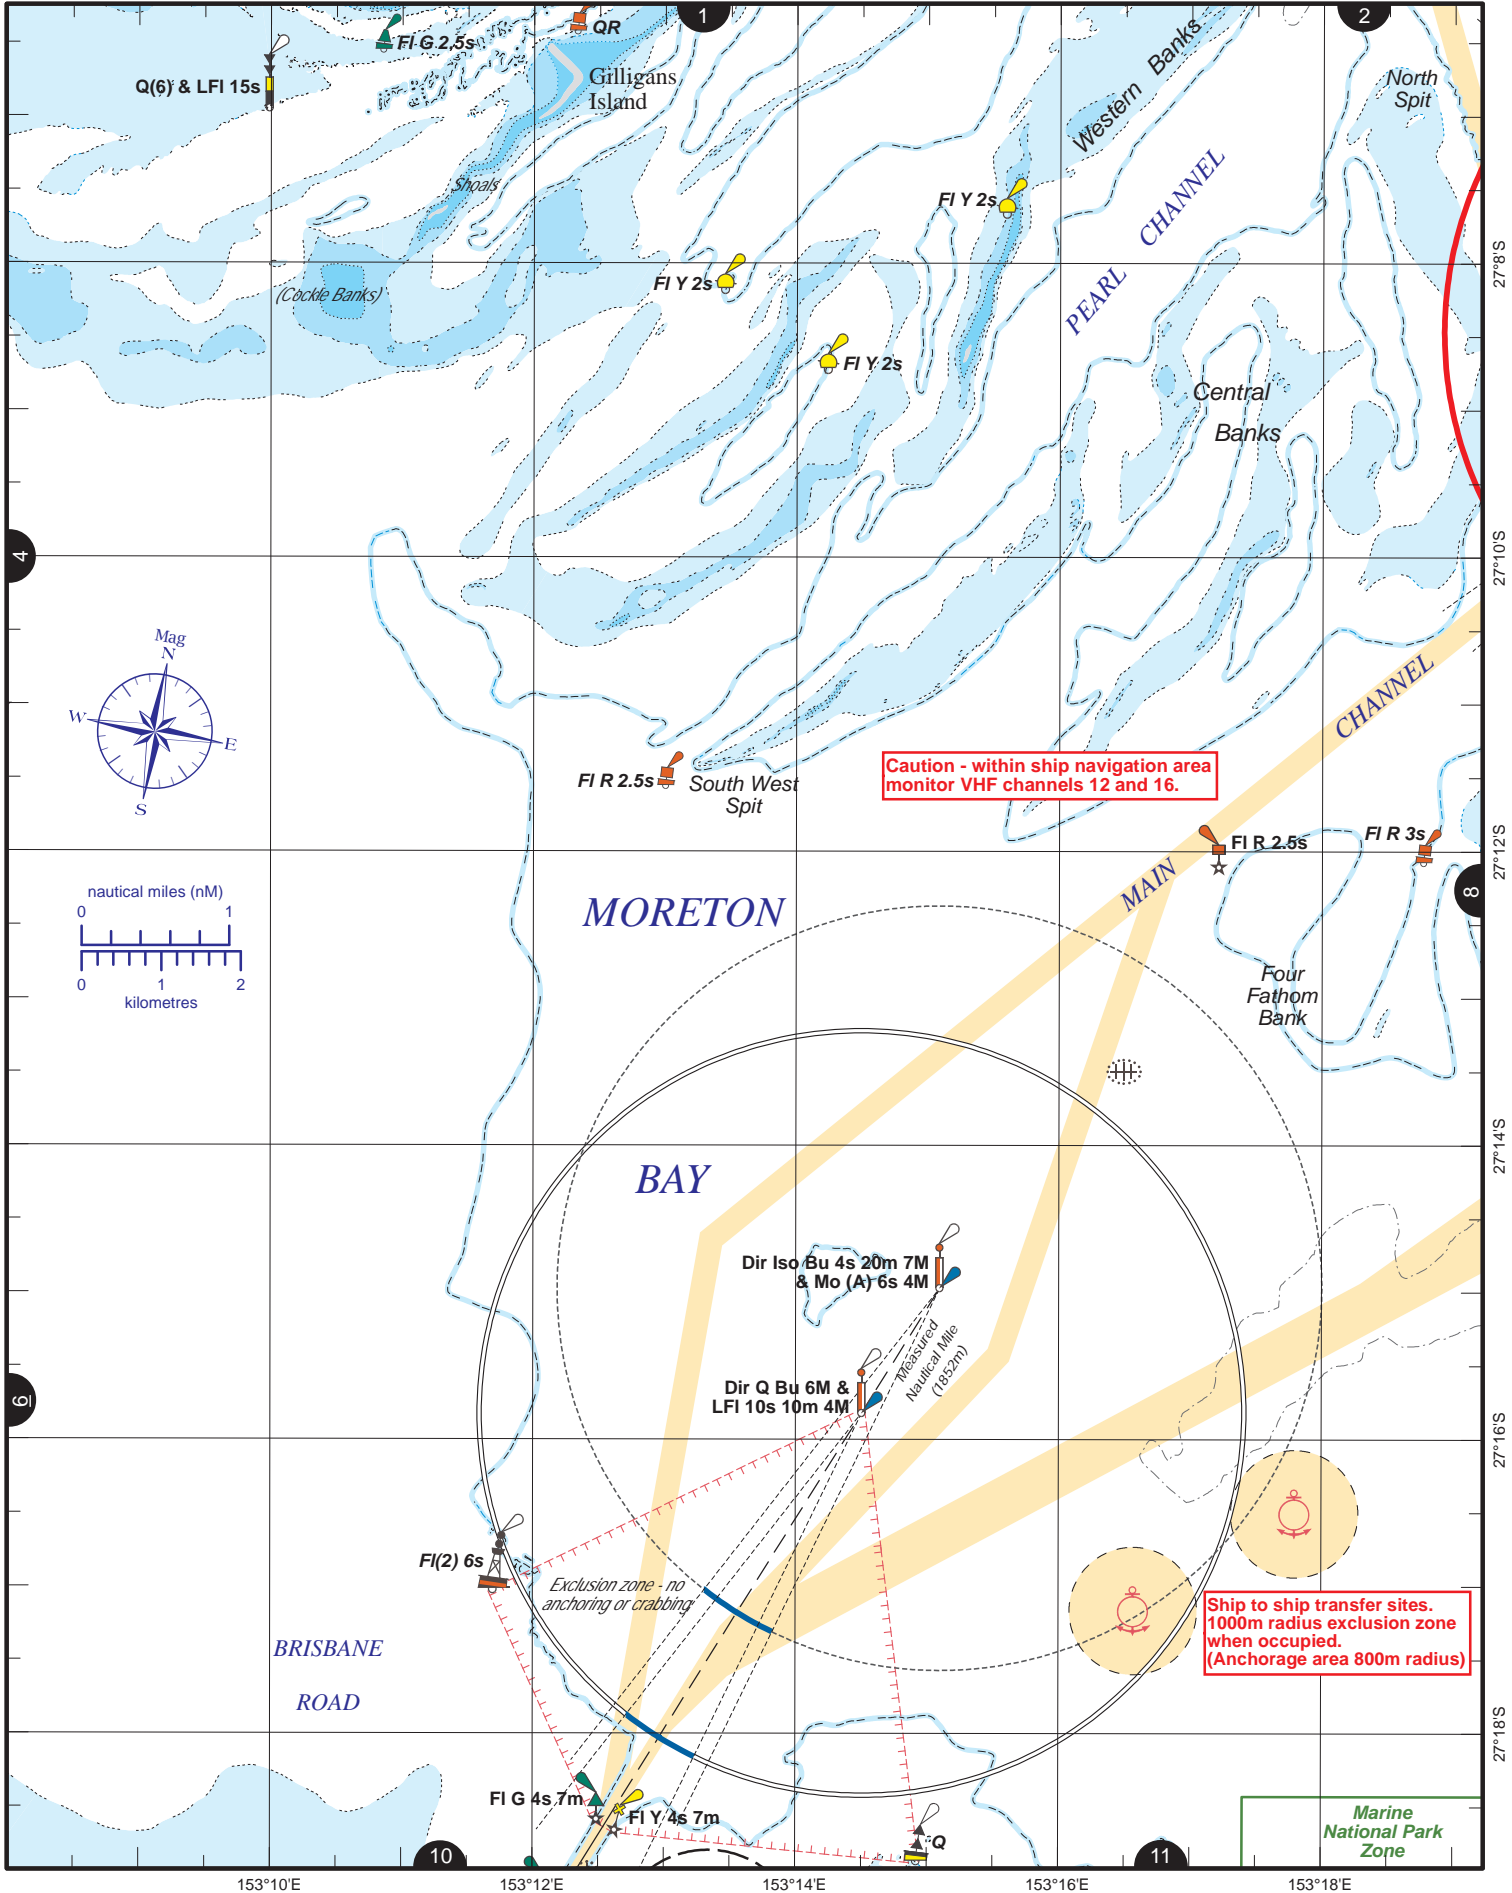 1
2
QR
Fl G 2.5s
Q(6) & LFl 15s
Gilligans
Island
Western Banks
North
Spit
Shoals
Fl Y 2s
PEARL CHANNEL
27°8'S
(Cockle Banks)
Fl Y 2s
Fl Y 2s
Central
Banks
4
27°10'S
Mag
N
W
E
S
CHANNEL
Fl R 2.5s
South West
Spit
Caution - within ship navigation area
monitor VHF channels 12 and 16.
Fl R 2.5s
Fl R 3s
27°12'S
MAIN
8
nautical miles (nM)
0 1
0 1 2
kilometres
MORETON
Four
Fathom
Bank
27°14'S
BAY
Dir Iso Bu 4s 20m 7M
& Mo (A) 6s 4M
Measured
Nautical Mile
(1852m)
Dir Q Bu 6M &
LFl 10s 10m 4M
6
27°16'S
Fl(2) 6s
Exclusion zone - no
anchoring or crabbing
Ship to ship transfer sites.
1000m radius exclusion zone
when occupied.
(Anchorage area 800m radius)
BRISBANE
ROAD
27°18'S
Fl G 4s 7m
Fl Y 4s 7m
Q
Marine
National Park
Zone
10
11
153°10'E
153°12'E
153°14'E
153°16'E
153°18'E